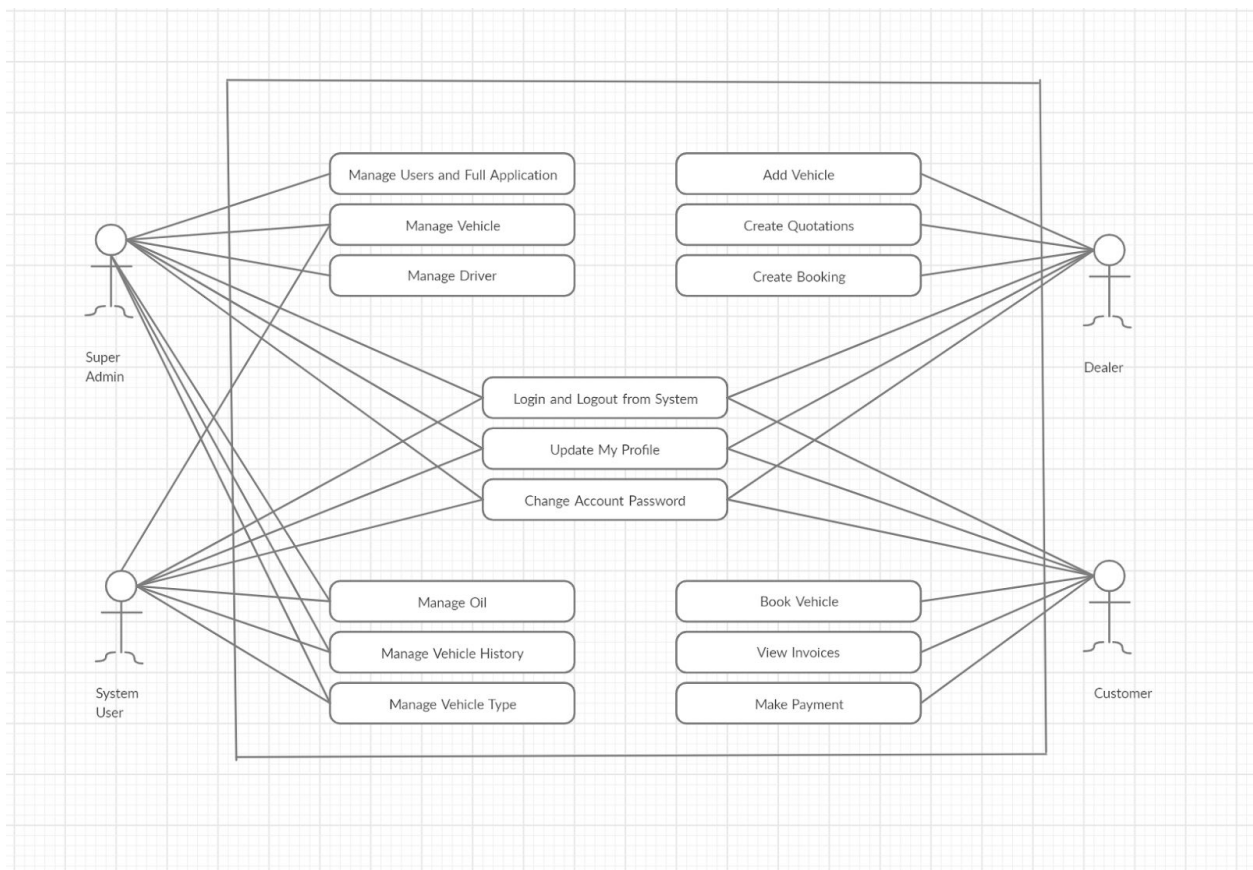 Manage Users and Full Application
Add Vehicle
Manage Vehicle
Create Quotations
Manage Driver
Create Booking
Super
Admin
Dealer
Login and Logout from System
Update My Profile
Change Account Password
Manage Oil
Book Vehicle
Manage Vehicle History
View Invoices
Manage Vehicle Type
Make Payment
System
User
Customer